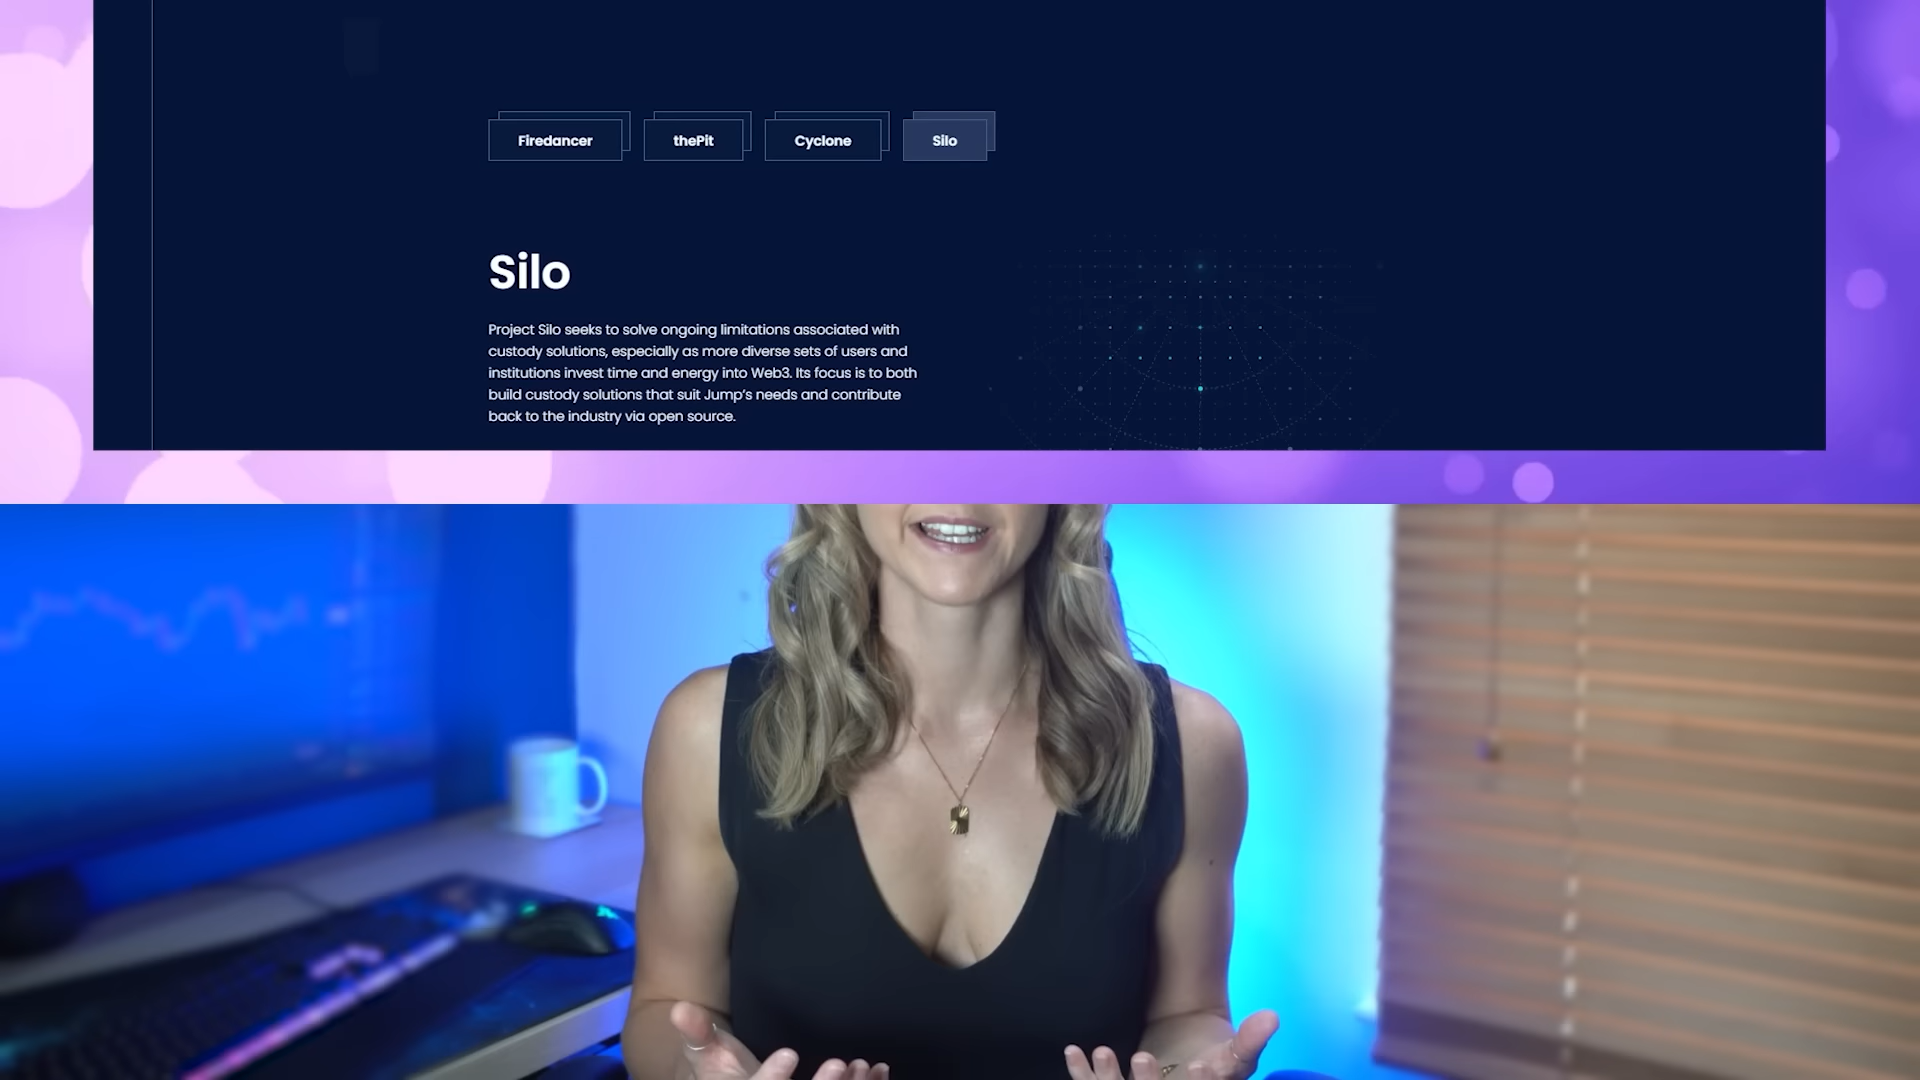 Firedancer thePit Cyclone Silo
Silo
Project Silo seeks to solve ongoing limitations associated with
custody solutions, especially as more diverse sets of users and
institutions invest time and energy into Web3. Its focus is to both
build custody solutions that suit Jump's needs and contribute
back to the industry via open source.